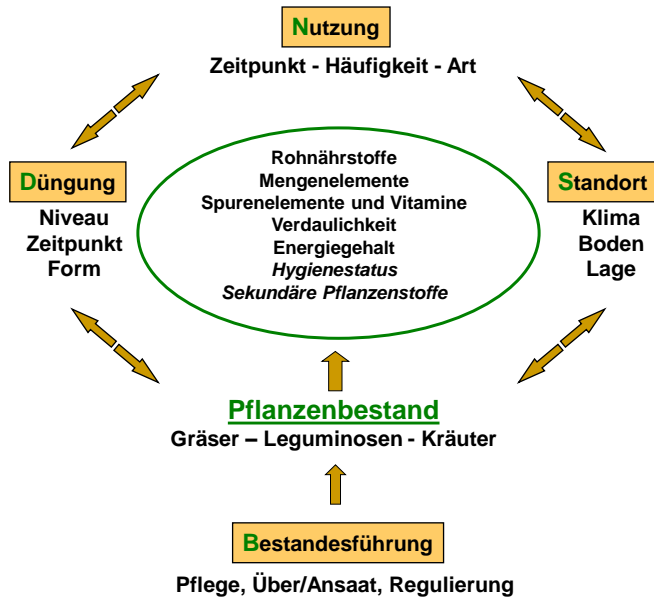 Nutzung
Zeitpunkt - Häufigkeit - Art
Düngung
Niveau
Zeitpunkt
Form
Rohnährstoffe
Mengenelemente
Spurenelemente und Vitamine
Verdaulichkeit
Energiegehalt
Hygienestatus
Sekundäre Pflanzenstoffe
Standort
Klima
Boden
Lage
Pflanzenbestand
Gräser – Leguminosen - Kräuter
Bestandesführung
Pflege, Über/Ansaat, Regulierung